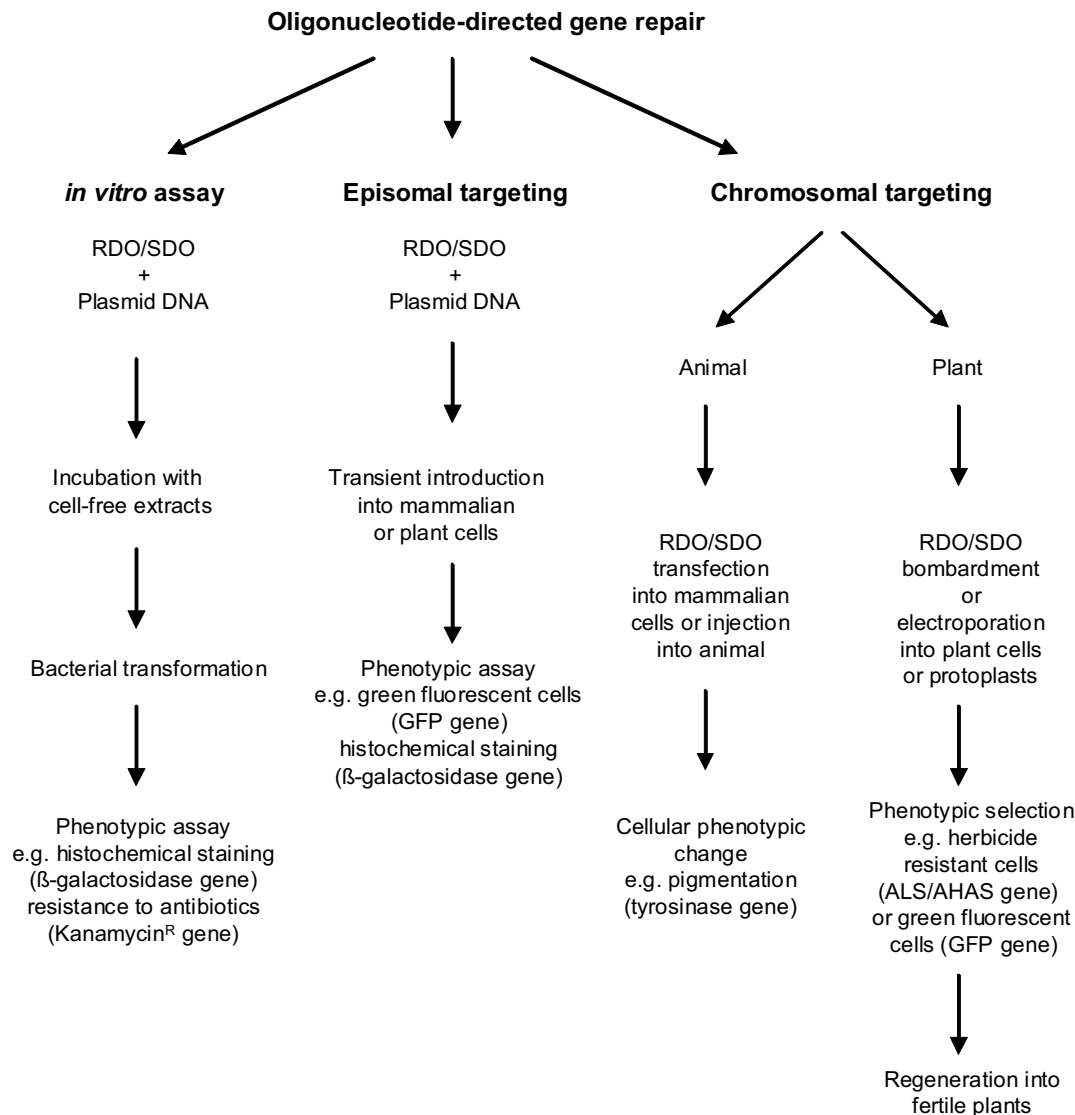 Oligonucleotide-directed gene repair
in vitro assay
RDO/SDO
+
Plasmid DNA
Incubation with
cell-free extracts
Bacterial transformation
Phenotypic assay
e.g. histochemical staining
(ß-galactosidase gene)
resistance to antibiotics
(Kanamycinᴿ gene)
Episomal targeting
RDO/SDO
+
Plasmid DNA
Transient introduction
into mammalian
or plant cells
Phenotypic assay
e.g. green fluorescent cells
(GFP gene)
histochemical staining
(ß-galactosidase gene)
Chromosomal targeting
Animal
RDO/SDO
transfection
into mammalian
cells or injection
into animal
Cellular phenotypic
change
e.g. pigmentation
(tyrosinase gene)
Plant
RDO/SDO
bombardment
or
electroporation
into plant cells
or protoplasts
Phenotypic selection
e.g. herbicide
resistant cells
(ALS/AHAS gene)
or green fluorescent
cells (GFP gene)
Regeneration into
fertile plants